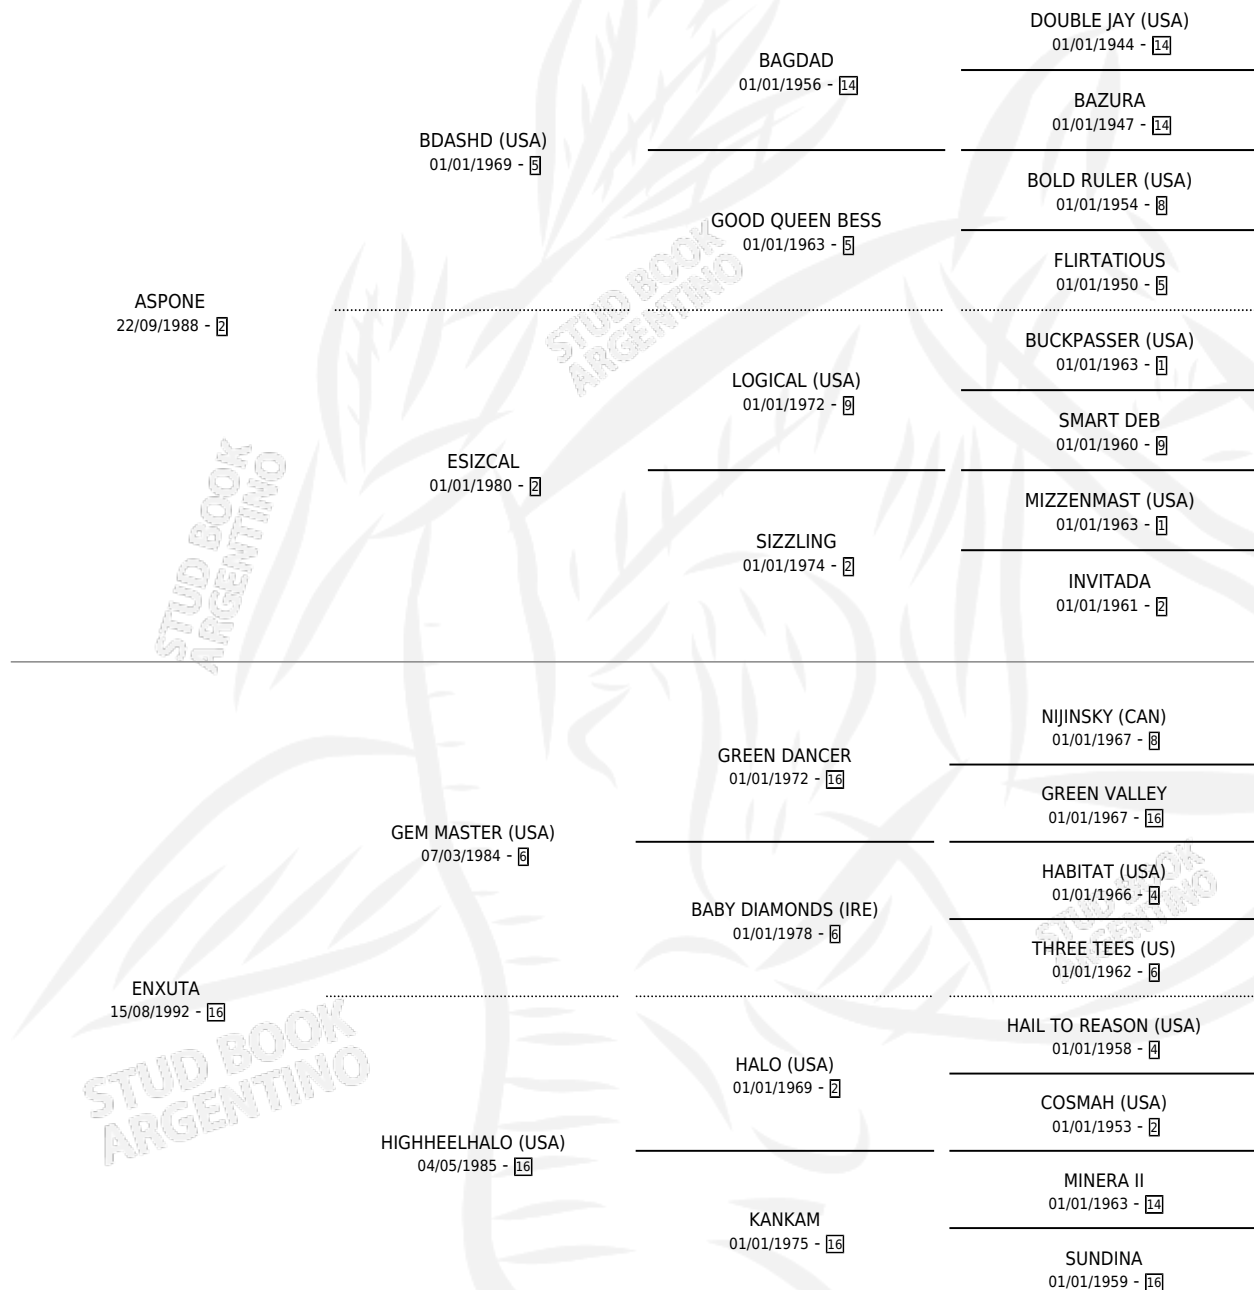 DOUBLE JAY (USA)
01/01/1944 - 14
BAGDAD
01/01/1956 - 14
BAZURA
01/01/1947 - 14
BDASHD (USA)
01/01/1969 - 5
BOLD RULER (USA)
01/01/1954 - 8
GOOD QUEEN BESS
01/01/1963 - 5
FLIRTATIOUS
01/01/1950 - 5
ASPONE
22/09/1988 - 2
STUD BOOK
ARGENTINO
BUCKPASSER (USA)
01/01/1963 - 1
LOGICAL (USA)
01/01/1972 - 9
SMART DEB
01/01/1960 - 9
ESIZCAL
01/01/1980 - 2
MIZZENMAST (USA)
01/01/1963 - 1
SIZZLING
01/01/1974 - 2
INVITADA
01/01/1961 - 2
STUD BOOK
ARGENTINO
NIJINSKY (CAN)
01/01/1967 - 8
GREEN DANCER
01/01/1972 - 16
GREEN VALLEY
01/01/1967 - 16
GEM MASTER (USA)
07/03/1984 - 6
HABITAT (USA)
01/01/1966 - 4
BABY DIAMONDS (IRE)
01/01/1978 - 6
THREE TEES (US)
01/01/1962 - 6
STUD BOOK
ARGENTINO
ENXUTA
15/08/1992 - 16
HAIL TO REASON (USA)
01/01/1958 - 4
HALO (USA)
01/01/1969 - 2
COSMAH (USA)
01/01/1953 - 2
STUD BOOK
ARGENTINO
HIGHHEELHALO (USA)
04/05/1985 - 16
MINERA II
01/01/1963 - 14
KANKAM
01/01/1975 - 16
SUNDINA
01/01/1959 - 16